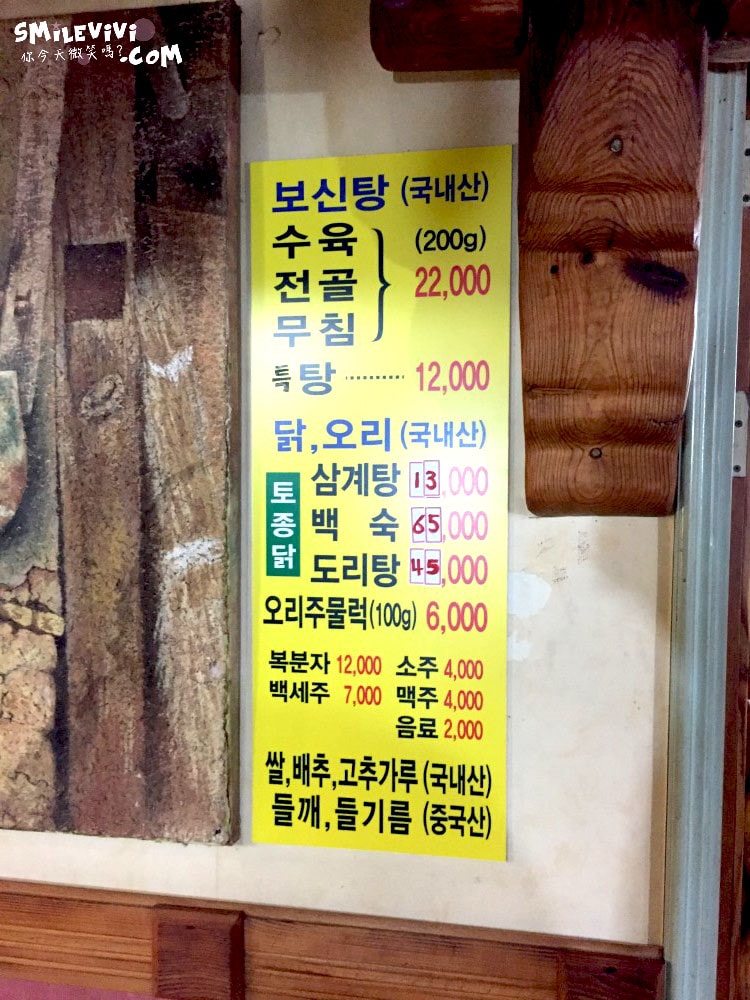 SMiLEViVi
你今天微笑嗎?.COM
보신탕 (국내산)
수육 (200g)
전골 22,000
무침
특탕 ········ 12,000
닭,오리 (국내산)
토종닭
삼계탕 13,000
백 숙 65,000
도리탕 45,000
오리주물럭(100g) 6,000
복분자 12,000 소주 4,000
백세주 7,000 맥주 4,000
음료 2,000
쌀,배추,고추가루 (국내산)
들깨,들기름 (중국산)